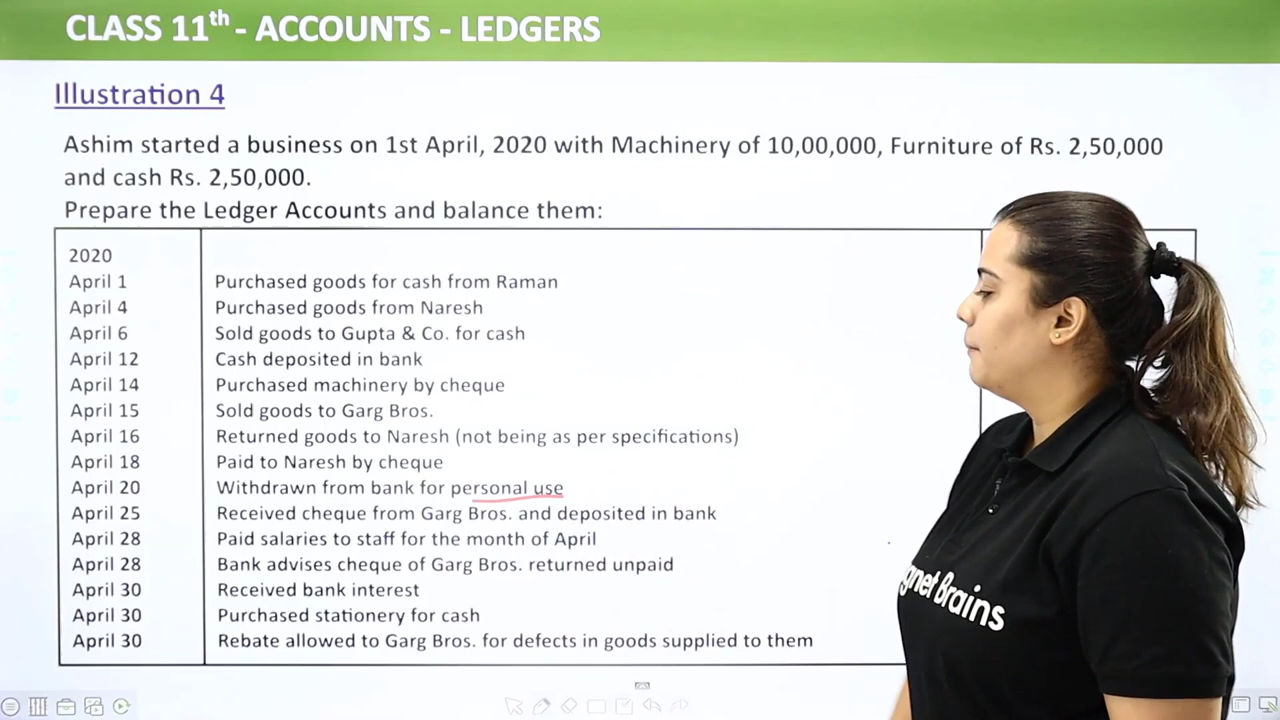 CLASS 11th - ACCOUNTS - LEDGERS
Illustration 4
Ashim started a business on 1st April, 2020 with Machinery of 10,00,000, Furniture of Rs. 2,50,000
and cash Rs. 2,50,000.
Prepare the Ledger Accounts and balance them:
2020
April 1 Purchased goods for cash from Raman
April 4 Purchased goods from Naresh
April 6 Sold goods to Gupta & Co. for cash
April 12 Cash deposited in bank
April 14 Purchased machinery by cheque
April 15 Sold goods to Garg Bros.
April 16 Returned goods to Naresh (not being as per specifications)
April 18 Paid to Naresh by cheque
April 20 Withdrawn from bank for personal use
April 25 Received cheque from Garg Bros. and deposited in bank
April 28 Paid salaries to staff for the month of April
April 28 Bank advises cheque of Garg Bros. returned unpaid
April 30 Received bank interest
April 30 Purchased stationery for cash
April 30 Rebate allowed to Garg Bros. for defects in goods supplied to them
gnet Brains